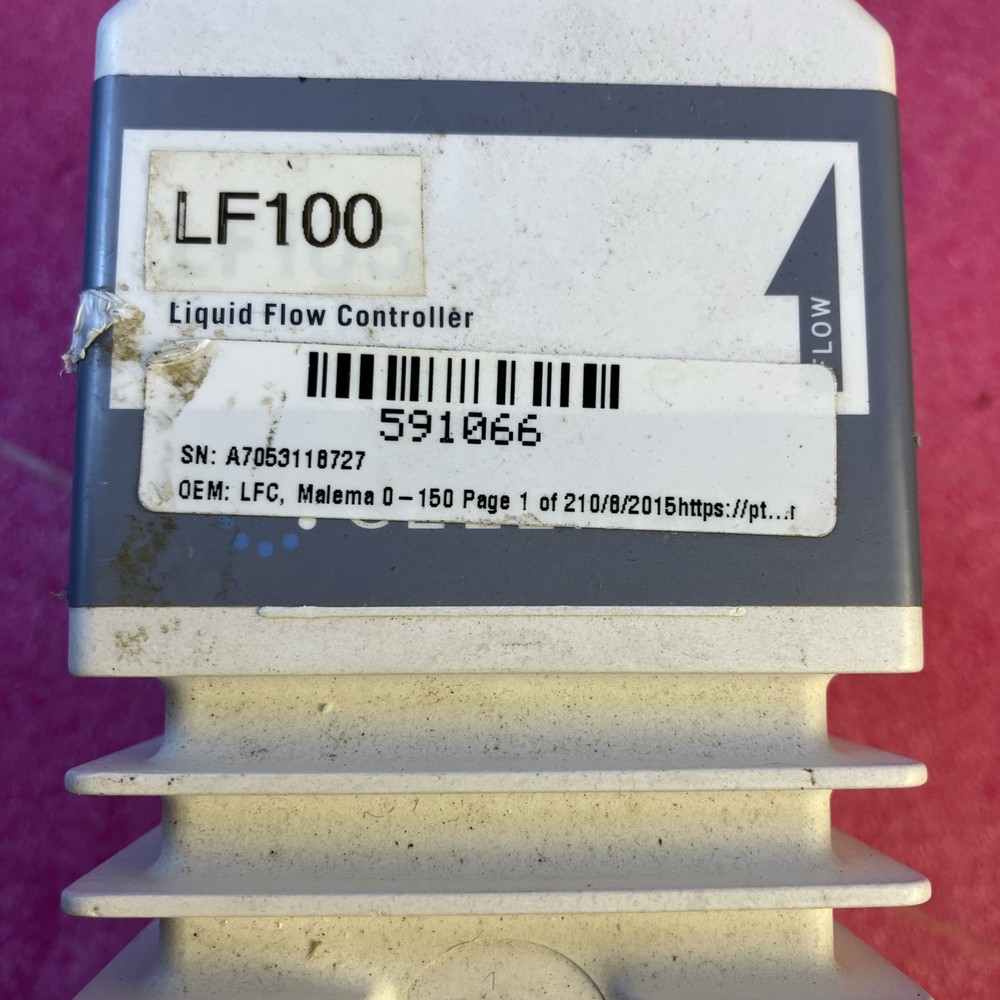 LF100
Liquid Flow Controller
FLOW
591066
SN: A7053118727
OEM: LFC, Malema 0-150 Page 1 of 210/8/2015https://pt...r